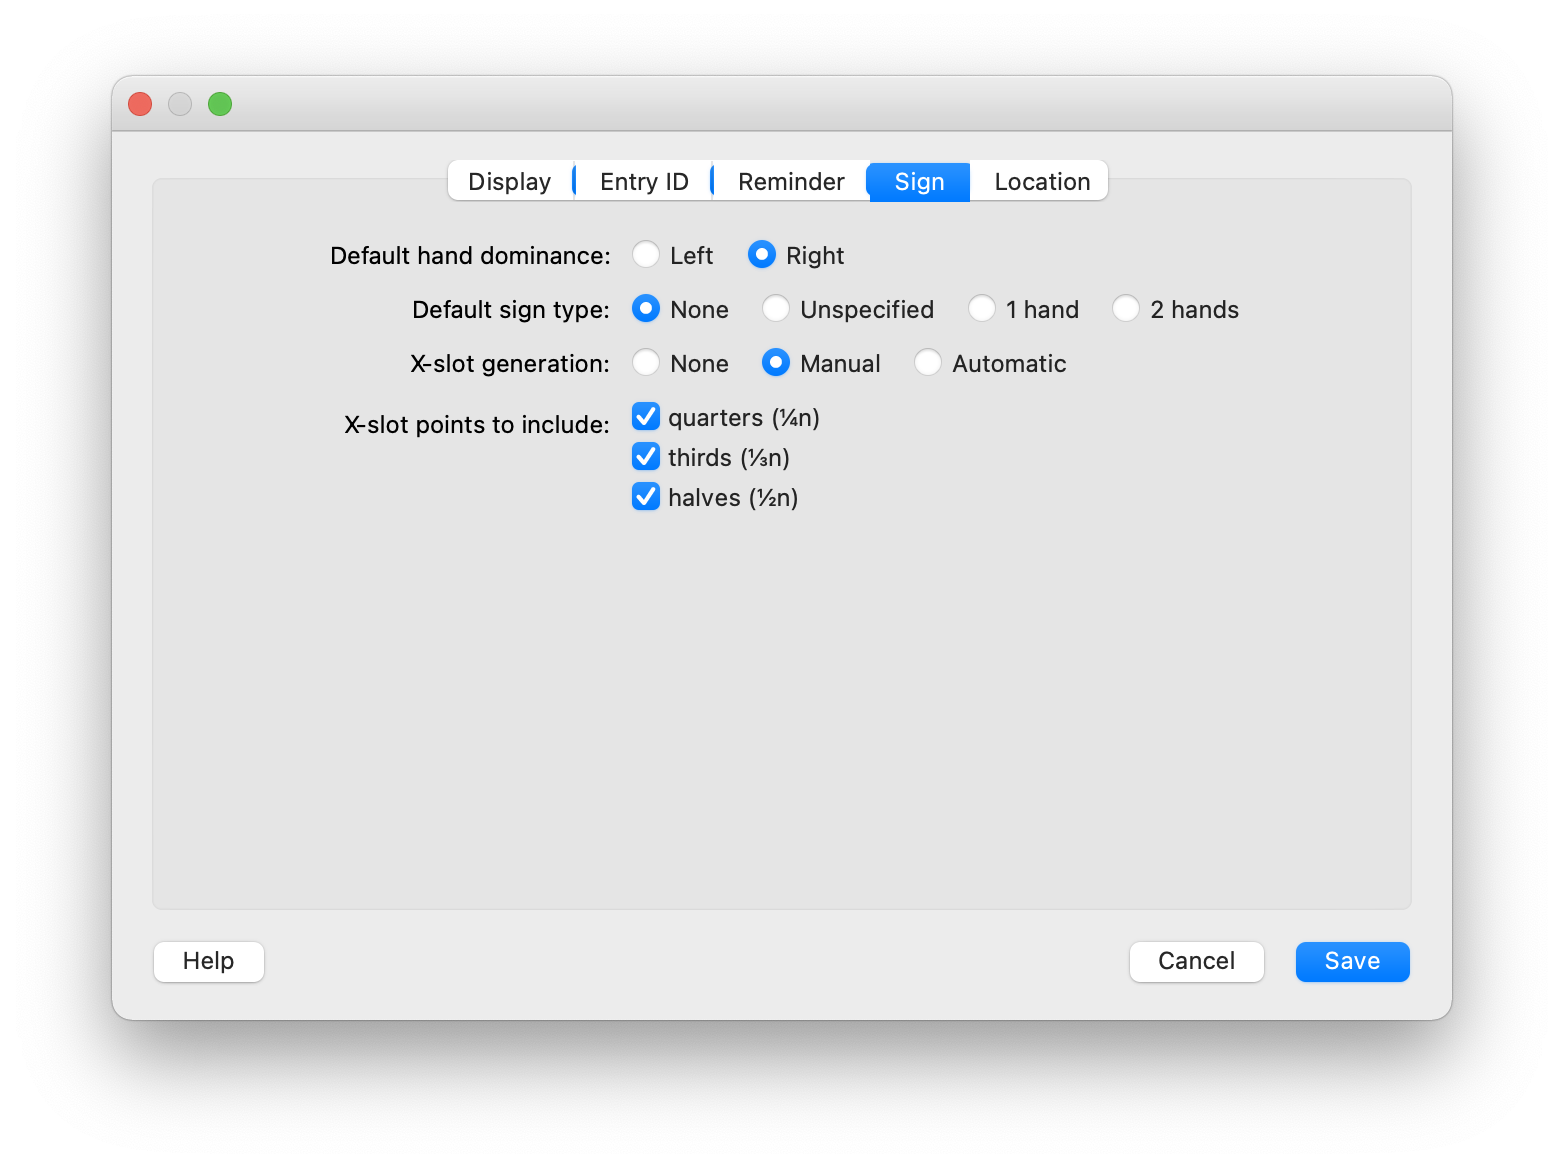 Display Entry ID Reminder Sign Location
Default hand dominance: Left Right
Default sign type: None Unspecified 1 hand 2 hands
X-slot generation: None Manual Automatic
X-slot points to include: quarters (¼n)
thirds (⅓n)
halves (½n)
Help Cancel Save